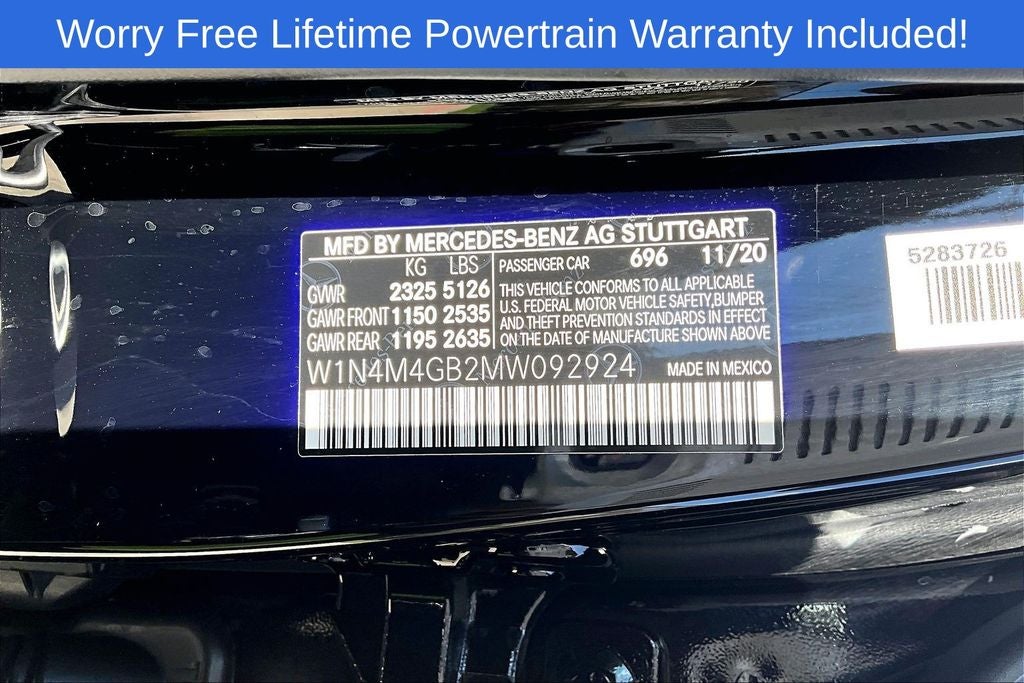 Worry Free Lifetime Powertrain Warranty Included!
MFD BY MERCEDES-BENZ AG STUTTGART
KG LBS
GVWR 2325 5126
GAWR FRONT 1150 2535
GAWR REAR 1195 2635
PASSENGER CAR 696 11/20
THIS VEHICLE CONFORMS TO ALL APPLICABLE
U.S. FEDERAL MOTOR VEHICLE SAFETY,BUMPER
AND THEFT PREVENTION STANDARDS IN EFFECT
ON THE DATE OF MANUFACTURE SHOWN ABOVE
W1N4M4GB2MW092924 MADE IN MEXICO
5283726